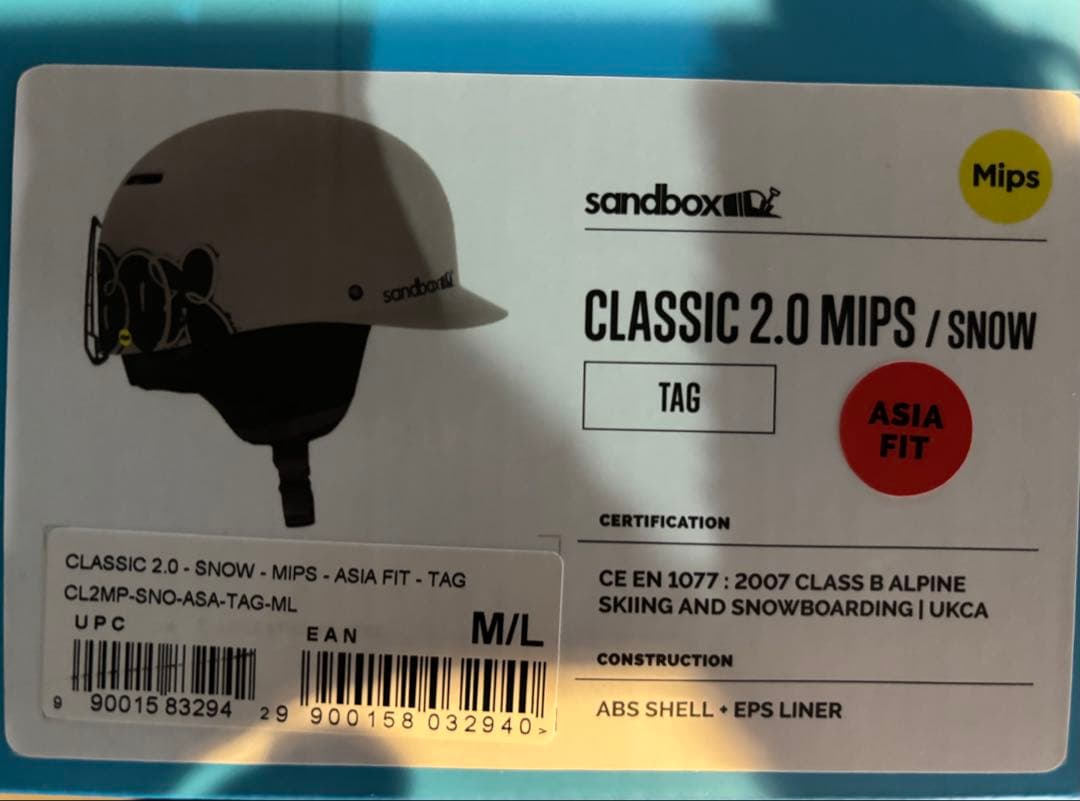 Mips
sandbox
CLASSIC 2.0 MIPS / SNOW
TAG
ASIA
FIT
sandbox
CERTIFICATION
CE EN 1077 : 2007 CLASS B ALPINE
SKIING AND SNOWBOARDING | UKCA
CONSTRUCTION
ABS SHELL + EPS LINER
CLASSIC 2.0 - SNOW - MIPS - ASIA FIT - TAG
CL2MP-SNO-ASA-TAG-ML
M/L
UPC
9 90015 83294 2
EAN
9 900158 032940 >